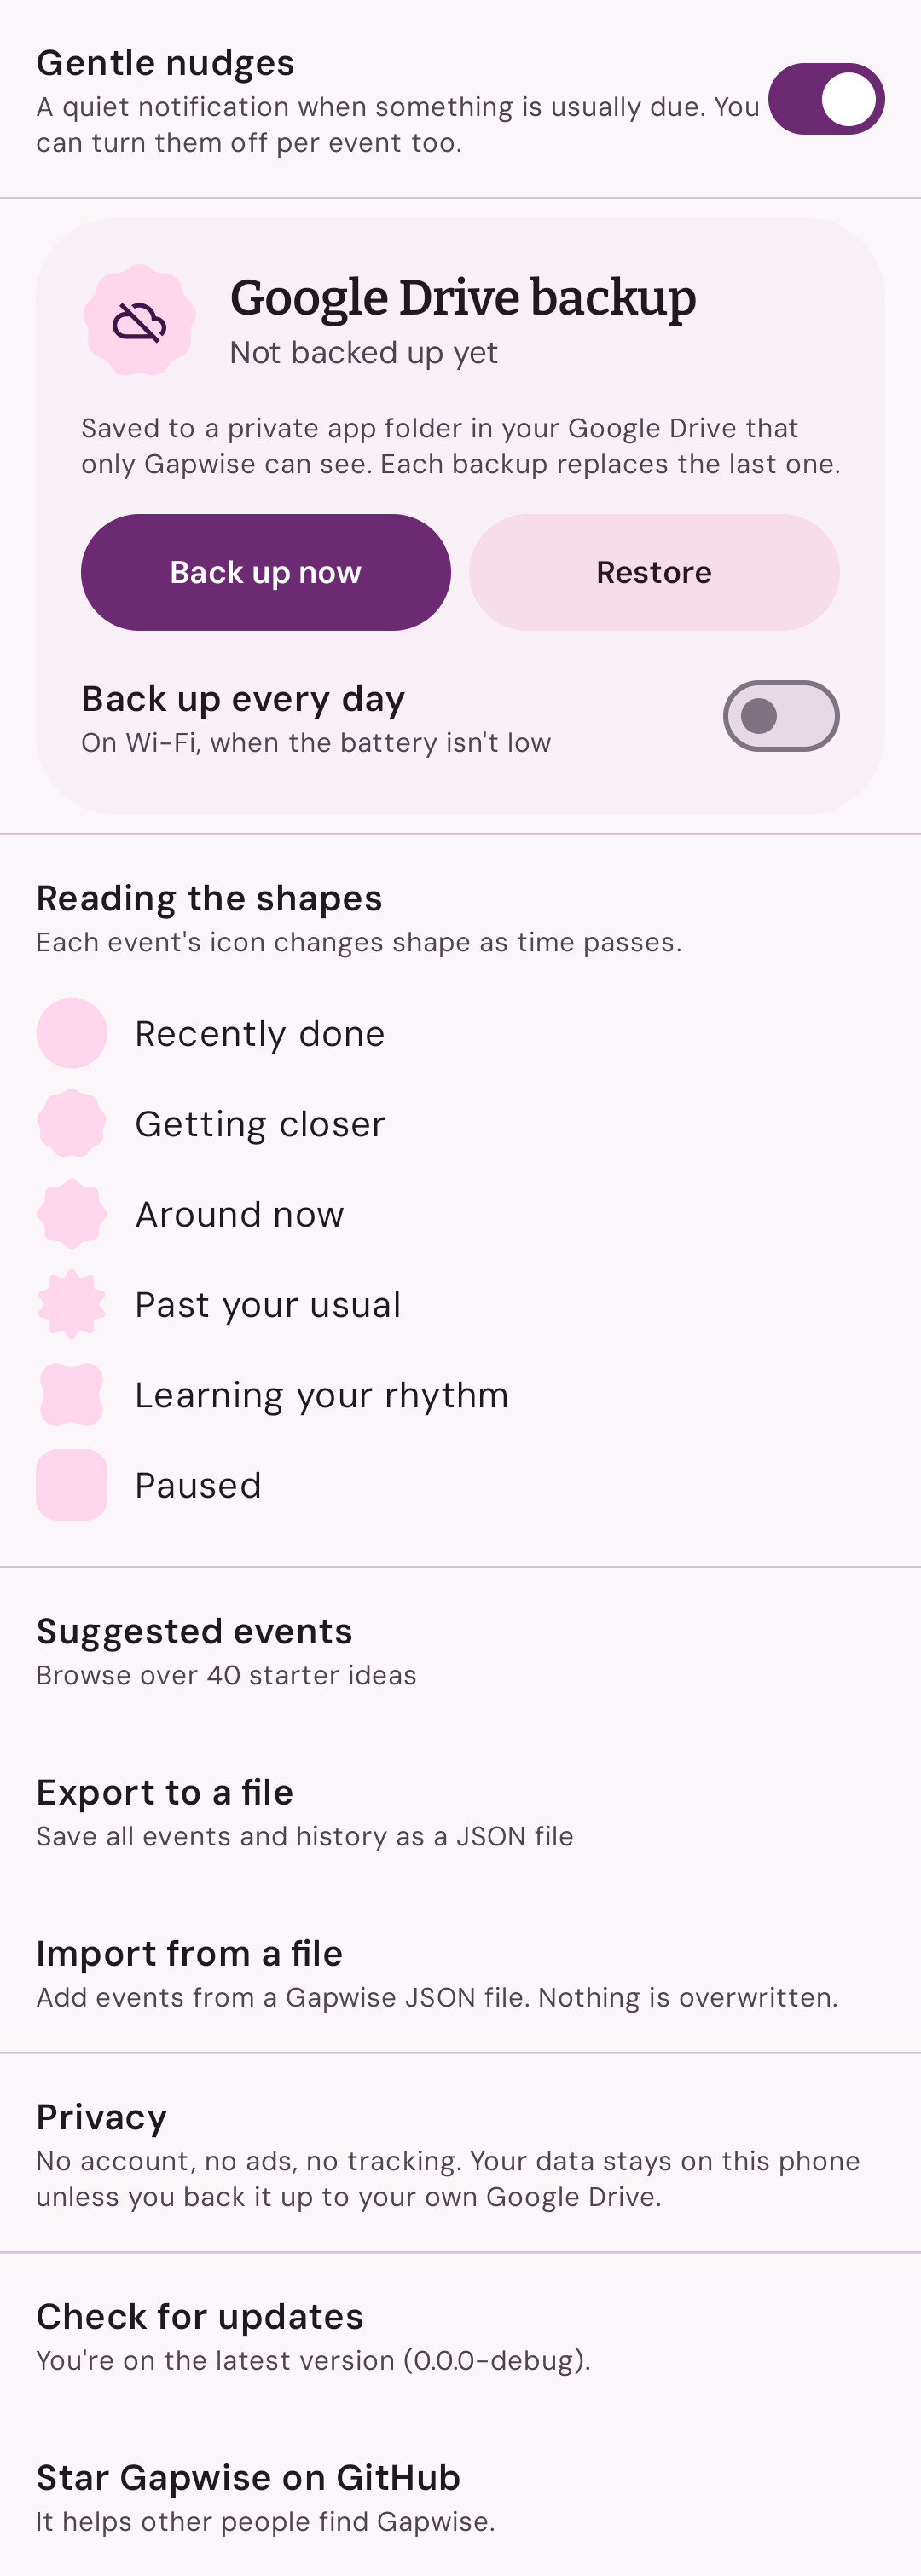 Gentle nudges
A quiet notification when something is usually due. You
can turn them off per event too.
Google Drive backup
Not backed up yet
Saved to a private app folder in your Google Drive that
only Gapwise can see. Each backup replaces the last one.
Back up now
Restore
Back up every day
On Wi-Fi, when the battery isn't low
Reading the shapes
Each event's icon changes shape as time passes.
Recently done
Getting closer
Around now
Past your usual
Learning your rhythm
Paused
Suggested events
Browse over 40 starter ideas
Export to a file
Save all events and history as a JSON file
Import from a file
Add events from a Gapwise JSON file. Nothing is overwritten.
Privacy
No account, no ads, no tracking. Your data stays on this phone
unless you back it up to your own Google Drive.
Check for updates
You're on the latest version (0.0.0-debug).
Star Gapwise on GitHub
It helps other people find Gapwise.